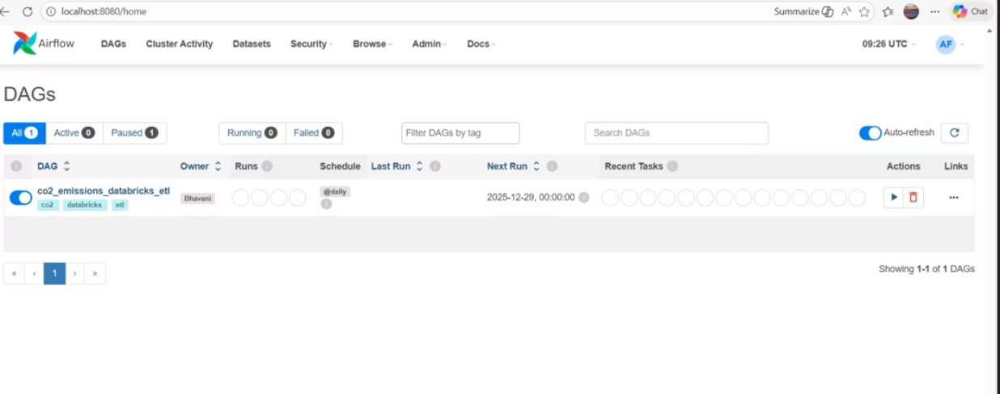 localhost:8080/home Summarize Chat
Airflow DAGs Cluster Activity Datasets Security Browse Admin Docs 09:26 UTC AF
DAGs
All 1 Active 0 Paused 1 Running 0 Failed 0 Filter DAGs by tag Search DAGs Auto-refresh
DAG Owner Runs Schedule Last Run Next Run Recent Tasks Actions Links
co2_emissions_databricks_etl Bhavani @daily 2025-12-29, 00:00:00
co2 databricks etl
« ‹ 1 › » Showing 1-1 of 1 DAGs